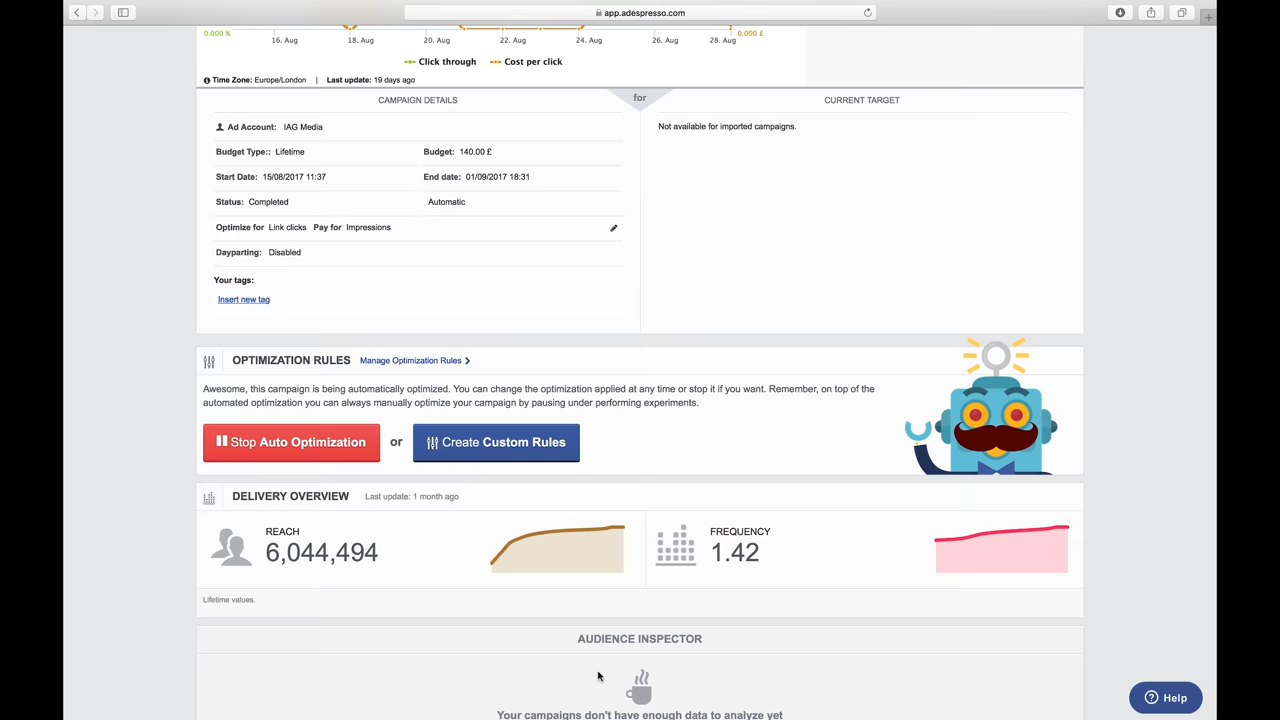 app.adespresso.com
0.000 %
0.000 £
16. Aug 18. Aug 20. Aug 22. Aug 24. Aug 26. Aug 28. Aug
Click through Cost per click
Time Zone: Europe/London | Last update: 19 days ago
CAMPAIGN DETAILS
for
CURRENT TARGET
Ad Account: IAG Media
Not available for imported campaigns.
Budget Type:: Lifetime
Budget: 140.00 £
Start Date: 15/08/2017 11:37
End date: 01/09/2017 18:31
Status: Completed
Automatic
Optimize for Link clicks Pay for Impressions
Dayparting: Disabled
Your tags:
Insert new tag
OPTIMIZATION RULES Manage Optimization Rules
Awesome, this campaign is being automatically optimized. You can change the optimization applied at any time or stop it if you want. Remember, on top of the
automated optimization you can always manually optimize your campaign by pausing under performing experiments.
Stop Auto Optimization or Create Custom Rules
DELIVERY OVERVIEW Last update: 1 month ago
REACH
6,044,494
FREQUENCY
1.42
Lifetime values.
AUDIENCE INSPECTOR
Your campaigns don't have enough data to analyze yet
Help